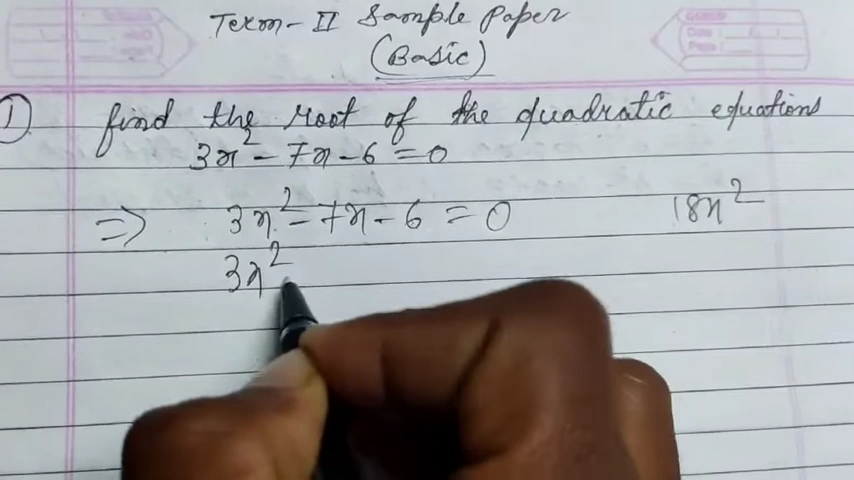 Term-II Sample Paper
(Basic)
① find the root of the quadratic equations
3x² - 7x - 6 = 0
⇒ 3x² - 7x - 6 = 0 18x²
3x²